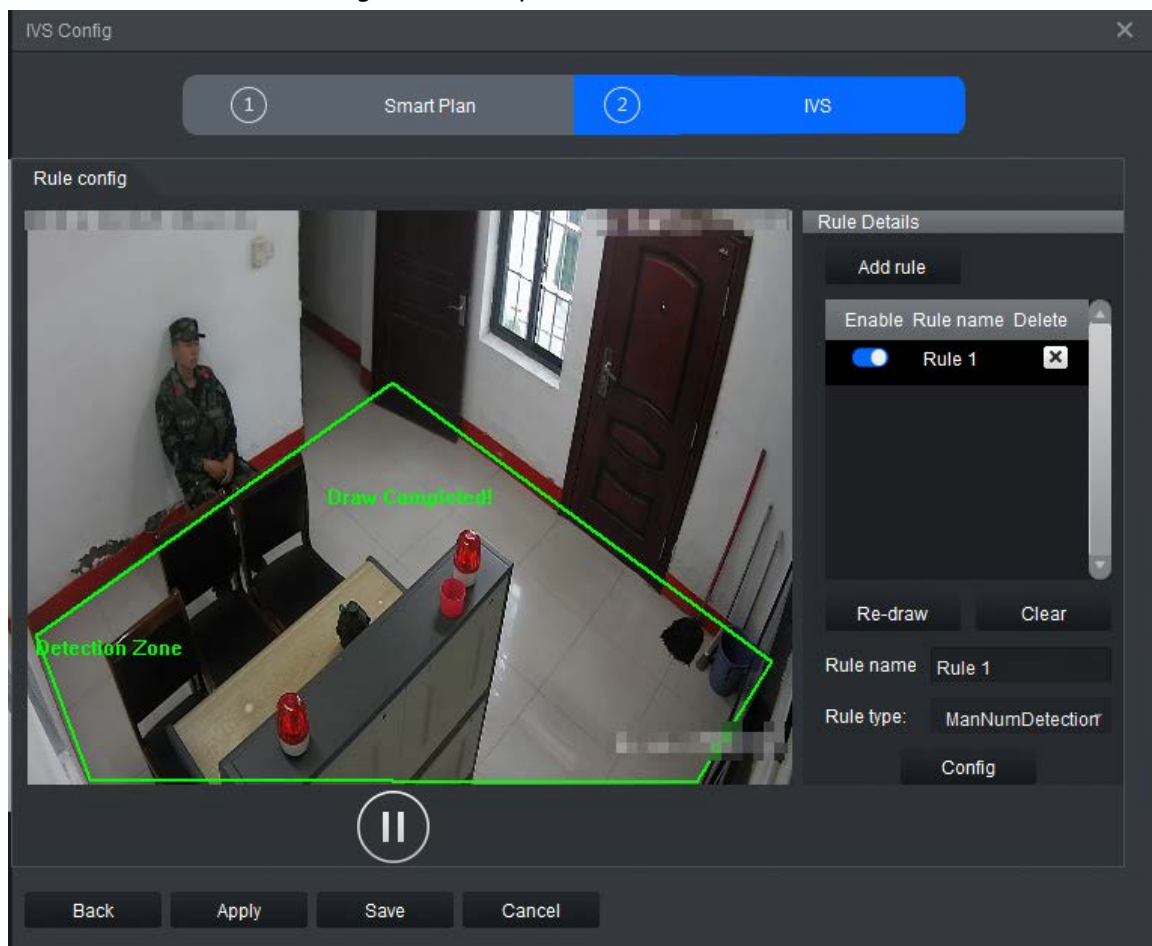 IVS Config
1 Smart Plan 2 IVS
Rule config
Rule Details
Add rule
Enable Rule name Delete
Rule 1
Draw Completed!
Detection Zone
Re-draw Clear
Rule name Rule 1
Rule type: ManNumDetection
Config
Back Apply Save Cancel